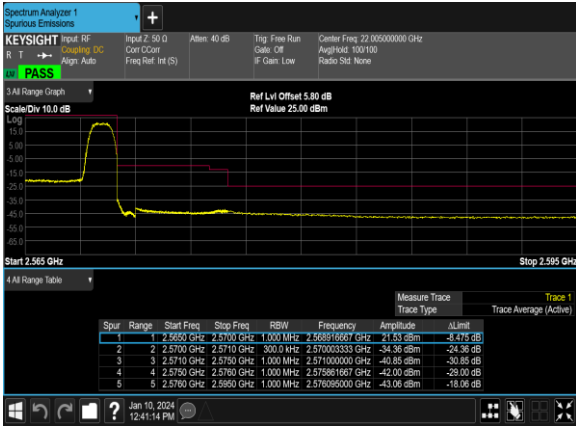 Spectrum Analyzer 1
Spurious Emissions
+
KEYSIGHT Input: RF Input Z: 50 Ω Atten: 40 dB Trig: Free Run Center Freq: 22.005000000 GHz
R T Coupling: DC Corr CCorr Gate: Off Avg|Hold: 100/100
Align: Auto Freq Ref: Int (S) IF Gain: Low Radio Std: None
PASS
3 All Range Graph
Ref Lvl Offset 5.80 dB
Scale/Div 10.0 dB Ref Value 25.00 dBm
Log
15.0
5.00
-5.00
-15.0
-25.0
-35.0
-45.0
-55.0
-65.0
Start 2.565 GHz Stop 2.595 GHz
4 All Range Table
Measure Trace Trace 1
Trace Type Trace Average (Active)
Spur Range Start Freq Stop Freq RBW Frequency Amplitude ΔLimit
1 1 2.5650 GHz 2.5700 GHz 1.000 MHz 2.568916667 GHz 21.53 dBm -8.475 dB
2 2 2.5700 GHz 2.5710 GHz 300.0 kHz 2.570003333 GHz -34.36 dBm -24.36 dB
3 3 2.5710 GHz 2.5750 GHz 1.000 MHz 2.571000000 GHz -40.85 dBm -30.85 dB
4 4 2.5750 GHz 2.5760 GHz 1.000 MHz 2.575861667 GHz -42.00 dBm -29.00 dB
5 5 2.5760 GHz 2.5950 GHz 1.000 MHz 2.576095000 GHz -43.06 dBm -18.06 dB
? Jan 10, 2024
12:41:14 PM